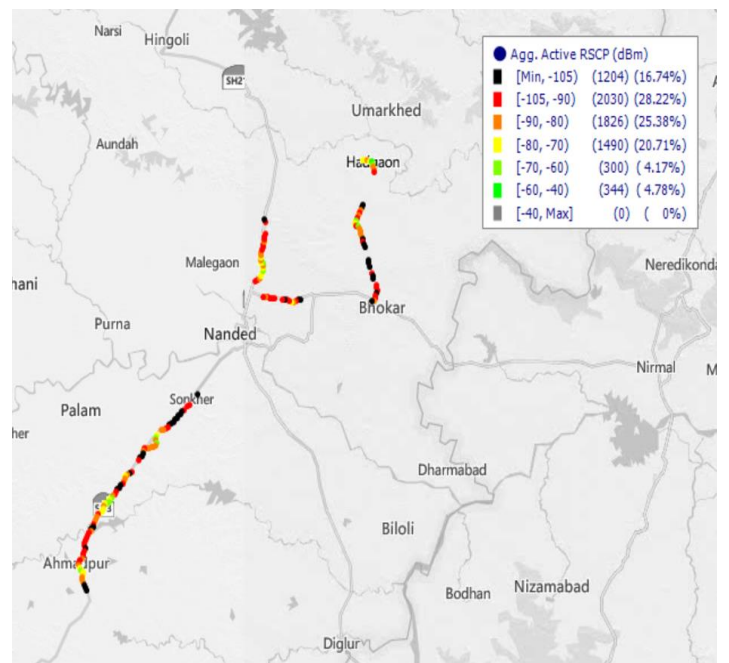 Narsi
Hingoli
SH2
Agg. Active RSCP (dBm)
[Min, -105) (1204) (16.74%)
[-105, -90) (2030) (28.22%)
[-90, -80) (1826) (25.38%)
[-80, -70) (1490) (20.71%)
[-70, -60) (300) ( 4.17%)
[-60, -40) (344) ( 4.78%)
[-40, Max] (0) ( 0%)
Umarkhed
Aundah
Hadgaon
Malegaon
Neredikonda
hani
Purna
Bhokar
Nanded
Nirmal
M
Sonkher
Palam
her
Dharmabad
Biloli
Ahmadpur
Bodhan
Nizamabad
Diglur